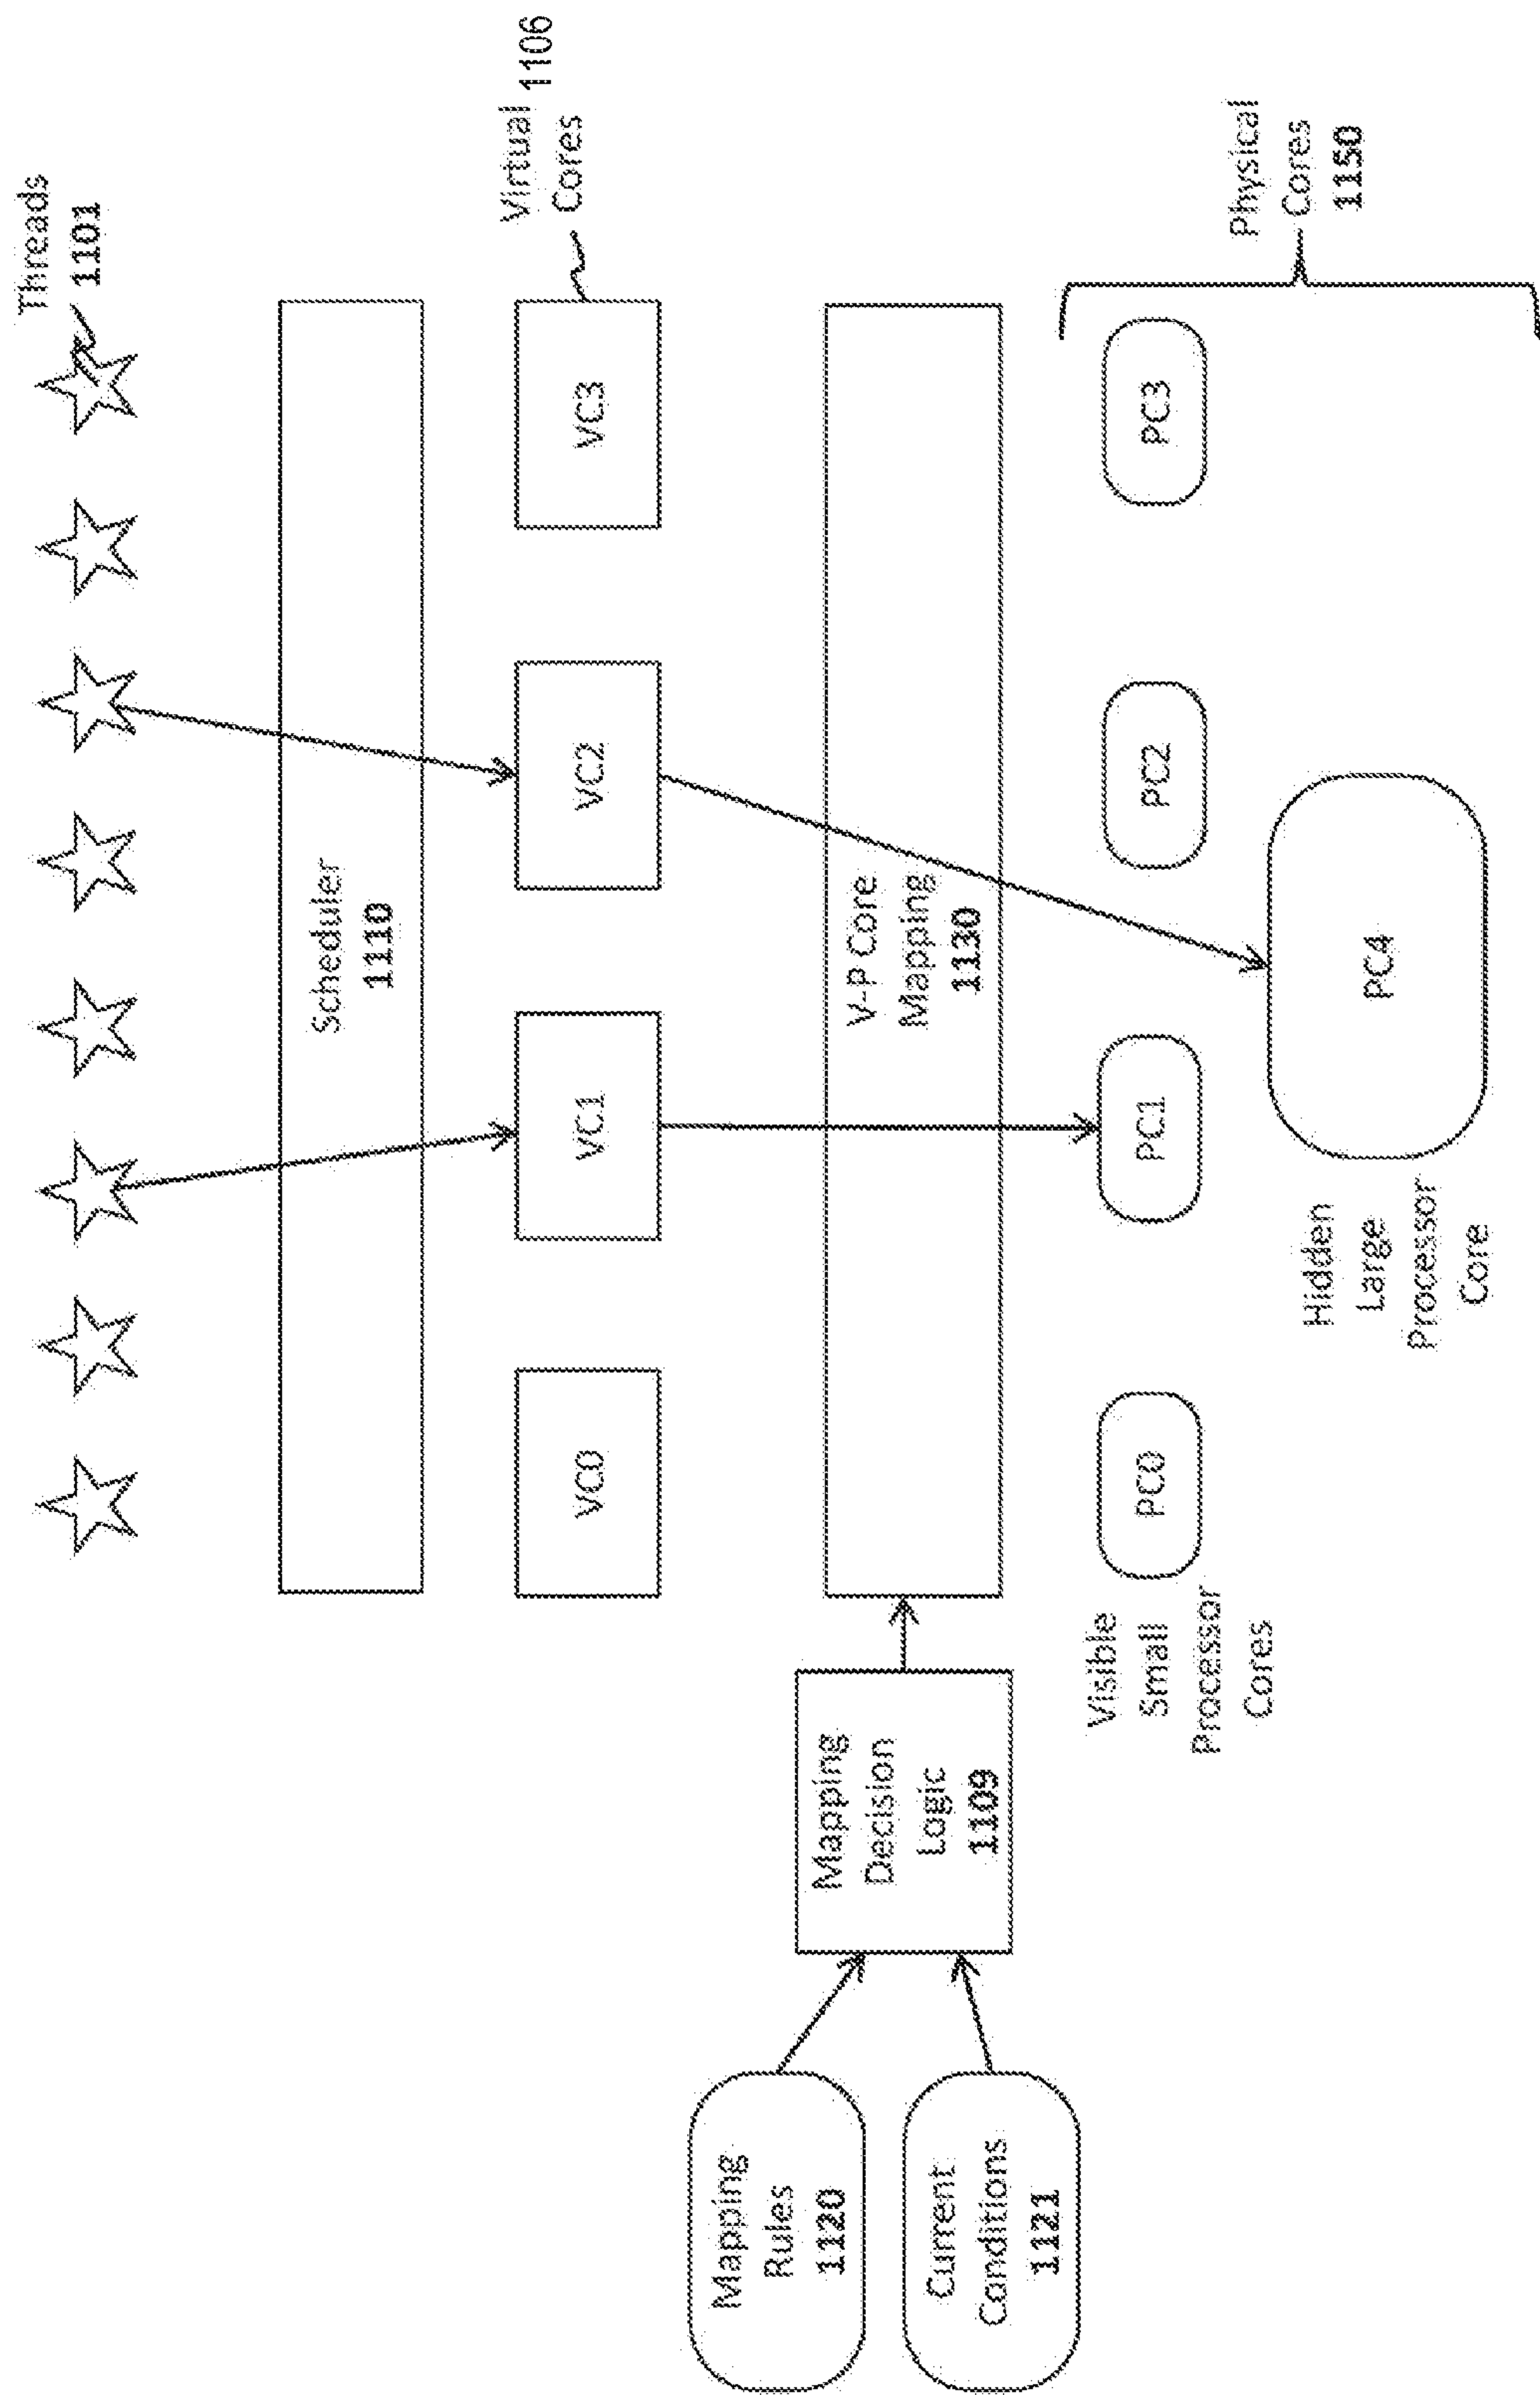 Threads
1101
Scheduler
1110
VC0
VC1
VC2
VC3
Virtual
Cores
1106
Mapping
Rules
1120
Current
Conditions
1121
Mapping
Decision
Logic
1109
V-P Core
Mapping
1130
Visible
Small
Processor
Cores
PC0
PC1
PC2
PC3
Hidden
Large
Processor
Core
PC4
Physical
Cores
1150